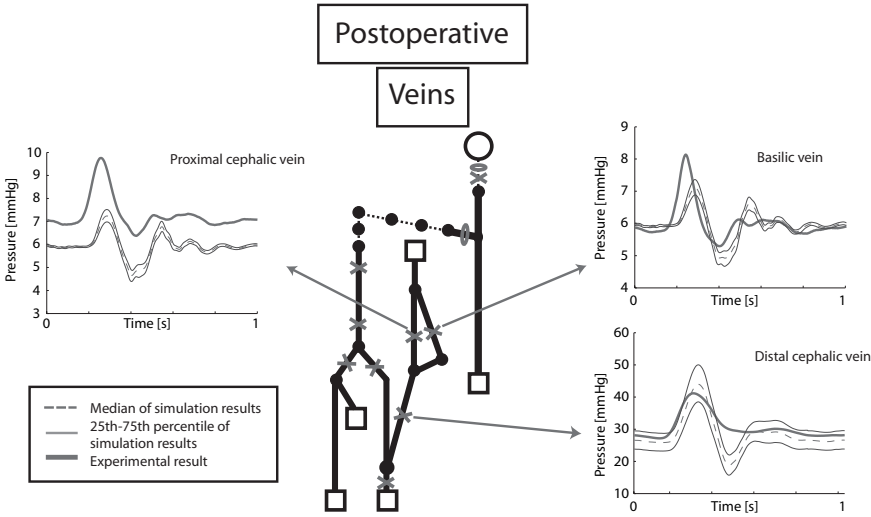 Postoperative
Veins
Proximal cephalic vein
Pressure [mmHg]
10
9
8
7
6
5
4
3
0
Time [s]
1
Basilic vein
Pressure [mmHg]
9
8
7
6
5
4
0
Time [s]
1
Distal cephalic vein
Pressure [mmHg]
60
50
40
30
20
10
0
Time [s]
1
Median of simulation results
25th-75th percentile of
simulation results
Experimental result